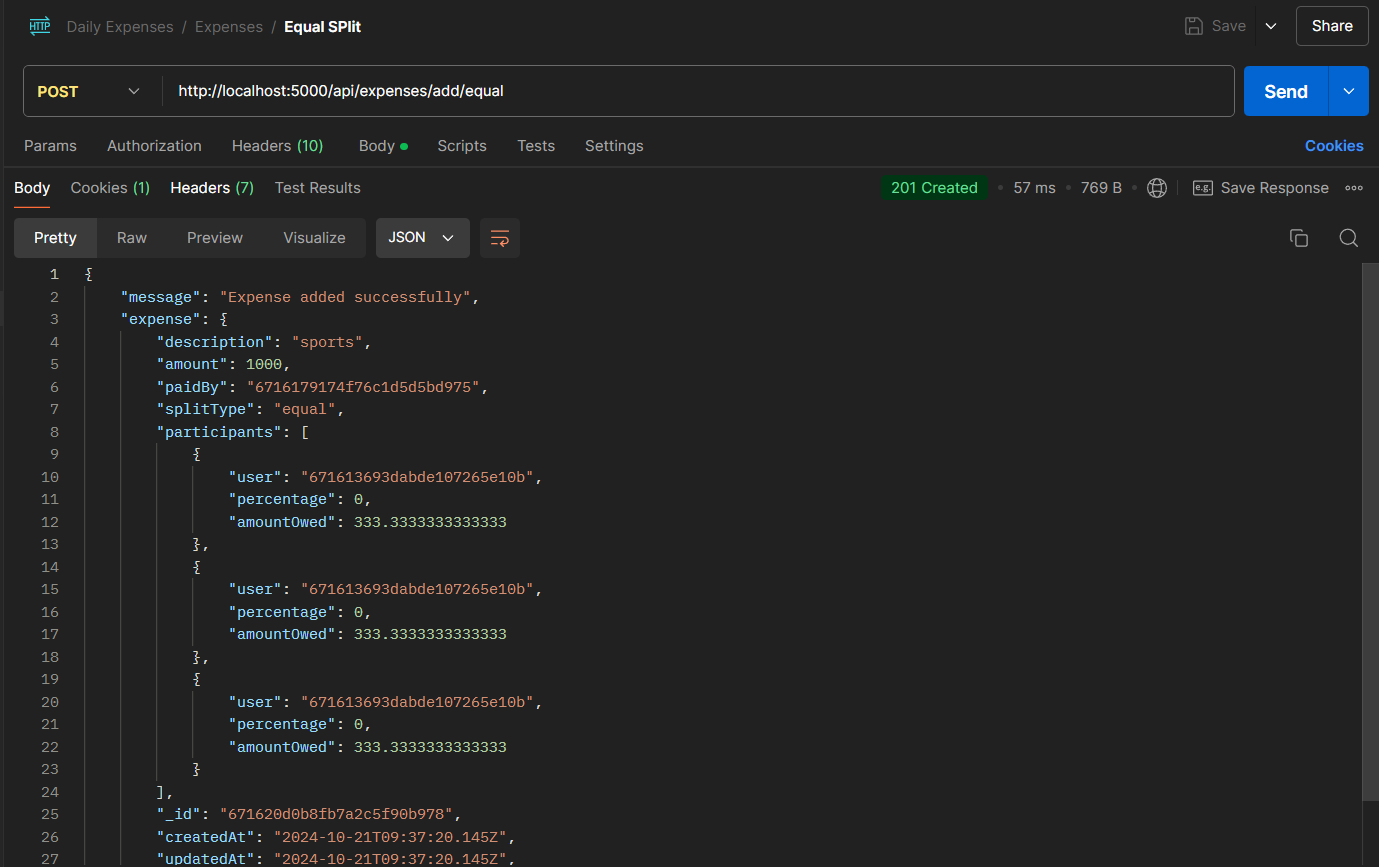 HTTP Daily Expenses / Expenses / Equal SPlit Save Share
POST http://localhost:5000/api/expenses/add/equal Send
Params Authorization Headers (10) Body Scripts Tests Settings Cookies
Body Cookies (1) Headers (7) Test Results 201 Created • 57 ms • 769 B • e.g. Save Response
Pretty Raw Preview Visualize JSON
1 {
2 "message": "Expense added successfully",
3 "expense": {
4 "description": "sports",
5 "amount": 1000,
6 "paidBy": "6716179174f76c1d5d5bd975",
7 "splitType": "equal",
8 "participants": [
9 {
10 "user": "671613693dabde107265e10b",
11 "percentage": 0,
12 "amountOwed": 333.3333333333333
13 },
14 {
15 "user": "671613693dabde107265e10b",
16 "percentage": 0,
17 "amountOwed": 333.3333333333333
18 },
19 {
20 "user": "671613693dabde107265e10b",
21 "percentage": 0,
22 "amountOwed": 333.3333333333333
23 }
24 ],
25 "_id": "671620d0b8fb7a2c5f90b978",
26 "createdAt": "2024-10-21T09:37:20.145Z",
27 "updatedAt": "2024-10-21T09:37:20.145Z",